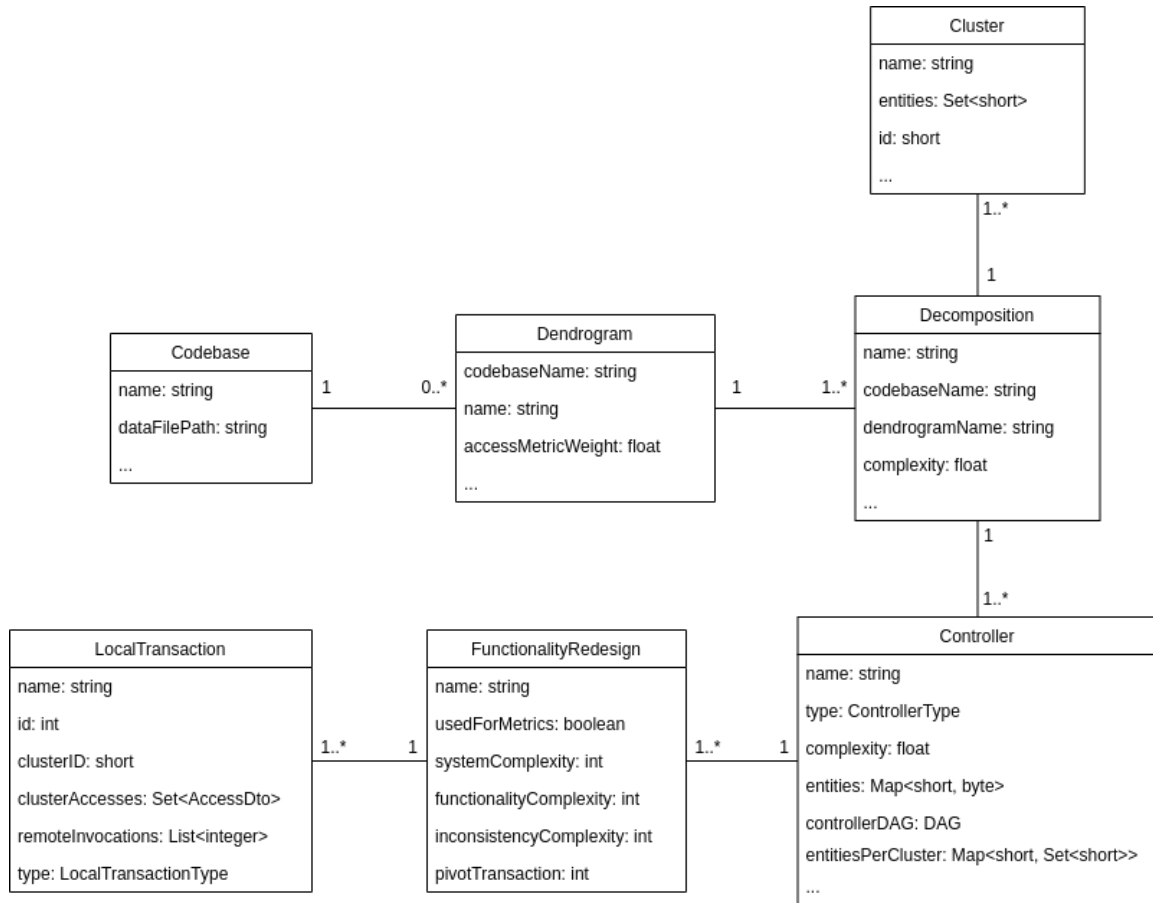 Cluster
name: string
entities: Set<short>
id: short
...
1..*
1
Decomposition
name: string
codebaseName: string
dendrogramName: string
complexity: float
...
Dendrogram
codebaseName: string
name: string
accessMetricWeight: float
...
Codebase
name: string
dataFilePath: string
...
1
0..*
1
1..*
1
1..*
LocalTransaction
name: string
id: int
clusterID: short
clusterAccesses: Set<AccessDto>
remoteInvocations: List<integer>
type: LocalTransactionType
1..*
1
FunctionalityRedesign
name: string
usedForMetrics: boolean
systemComplexity: int
functionalityComplexity: int
inconsistencyComplexity: int
pivotTransaction: int
1..*
1
Controller
name: string
type: ControllerType
complexity: float
entities: Map<short, byte>
controllerDAG: DAG
entitiesPerCluster: Map<short, Set<short>>
...